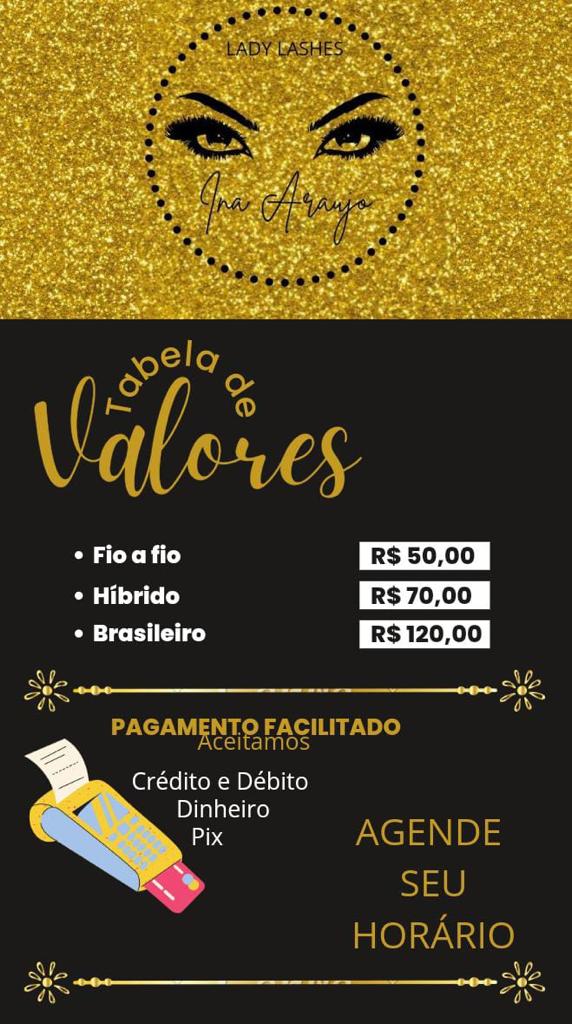 LADY LASHES
Ina Araujo
Tabela de
Valores
• Fio a fio R$ 50,00
• Híbrido R$ 70,00
• Brasileiro R$ 120,00
PAGAMENTO FACILITADO
Aceitamos
Crédito e Débito
Dinheiro
Pix
AGENDE
SEU
HORÁRIO